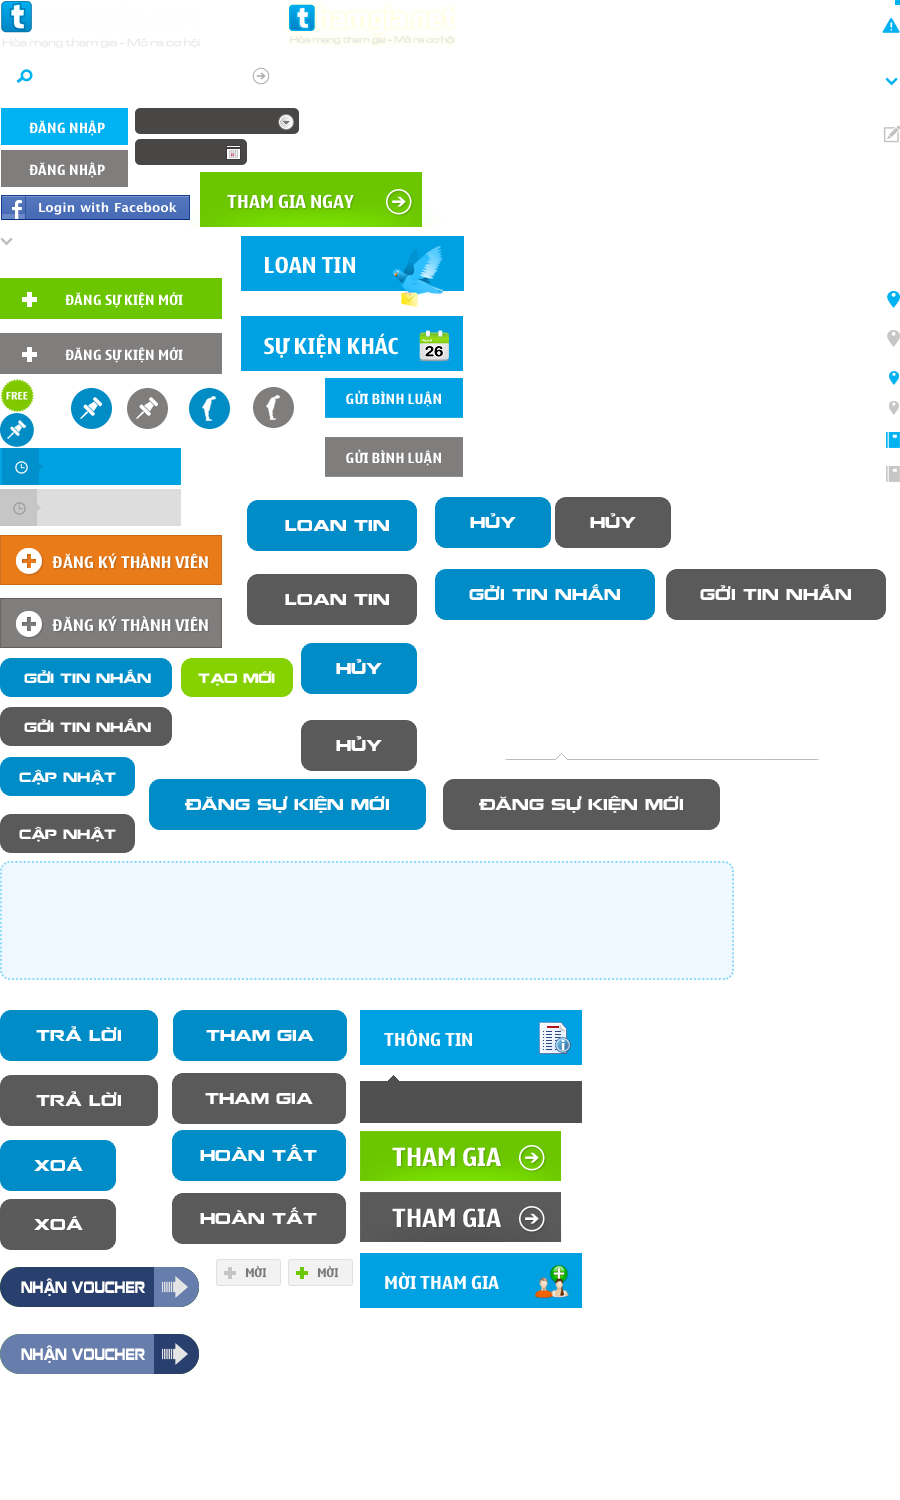 t
thamgia.net
Hòa mạng tham gia - Mở ra cơ hội
t
thamgia.net
Hòa mạng tham gia - Mở ra cơ hội
ĐĂNG NHẬP
ĐĂNG NHẬP
f Login with Facebook
THAM GIA NGAY
LOAN TIN
ĐĂNG SỰ KIỆN MỚI
SỰ KIỆN KHÁC
26
ĐĂNG SỰ KIỆN MỚI
FREE
GỬI BÌNH LUẬN
GỬI BÌNH LUẬN
LOAN TIN
HỦY
HỦY
ĐĂNG KÝ THÀNH VIÊN
LOAN TIN
GỞI TIN NHẮN
GỞI TIN NHẮN
ĐĂNG KÝ THÀNH VIÊN
GỞI TIN NHẮN
TẠO MỚI
HỦY
GỞI TIN NHẮN
HỦY
CẬP NHẬT
ĐĂNG SỰ KIỆN MỚI
ĐĂNG SỰ KIỆN MỚI
CẬP NHẬT
TRẢ LỜI
THAM GIA
THÔNG TIN
TRẢ LỜI
THAM GIA
XOÁ
HOÀN TẤT
THAM GIA
XOÁ
HOÀN TẤT
THAM GIA
NHẬN VOUCHER
MỜI
MỜI
MỜI THAM GIA
NHẬN VOUCHER